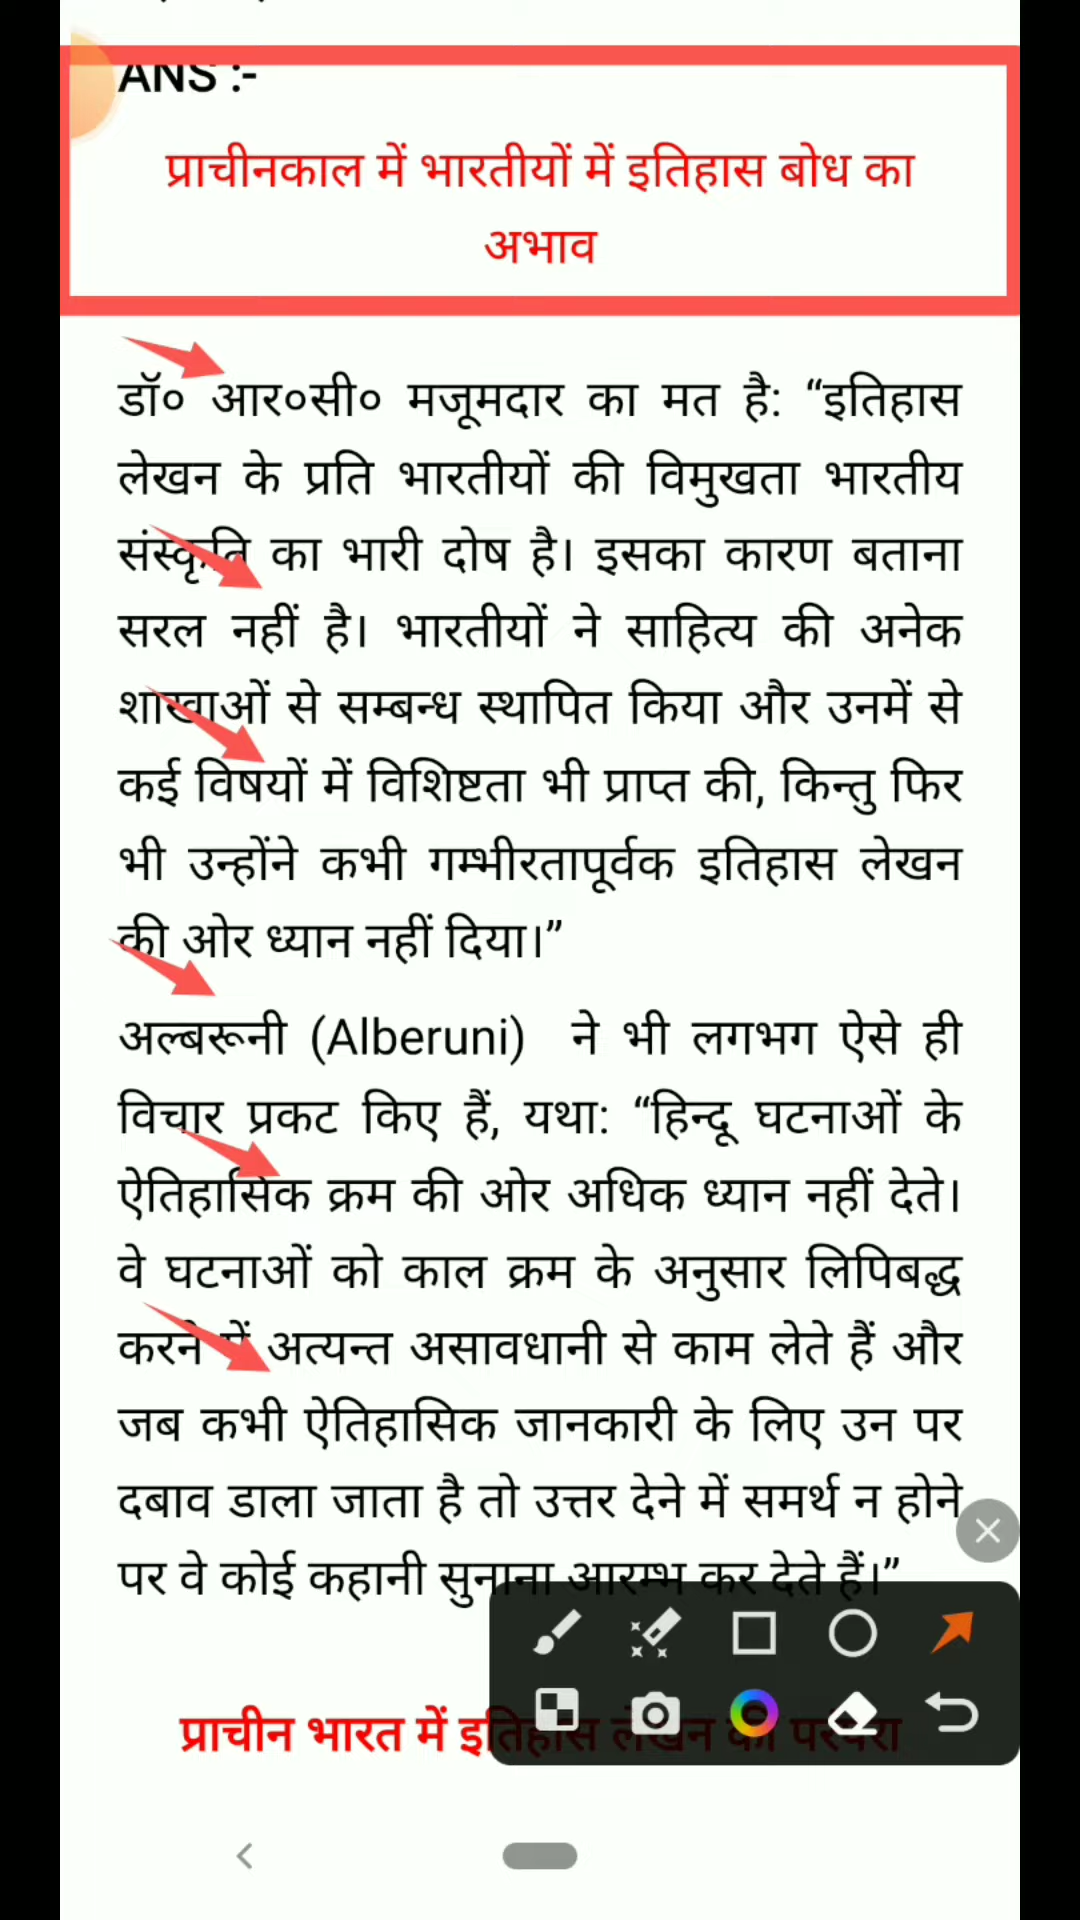 ANS :-
प्राचीनकाल में भारतीयों में इतिहास बोध का
अभाव
डॉ० आर०सी० मजूमदार का मत है: “इतिहास
लेखन के प्रति भारतीयों की विमुखता भारतीय
संस्कृति का भारी दोष है। इसका कारण बताना
सरल नहीं है। भारतीयों ने साहित्य की अनेक
शाखाओं से सम्बन्ध स्थापित किया और उनमें से
कई विषयों में विशिष्टता भी प्राप्त की, किन्तु फिर
भी उन्होंने कभी गम्भीरतापूर्वक इतिहास लेखन
की ओर ध्यान नहीं दिया।”
अल्बरूनी (Alberuni) ने भी लगभग ऐसे ही
विचार प्रकट किए हैं, यथा: “हिन्दू घटनाओं के
ऐतिहासिक क्रम की ओर अधिक ध्यान नहीं देते।
वे घटनाओं को काल क्रम के अनुसार लिपिबद्ध
करने में अत्यन्त असावधानी से काम लेते हैं और
जब कभी ऐतिहासिक जानकारी के लिए उन पर
दबाव डाला जाता है तो उत्तर देने में समर्थ न होने
पर वे कोई कहानी सुनाना आरम्भ कर देते हैं।”
प्राचीन भारत में इतिहास लेखन की परंपरा